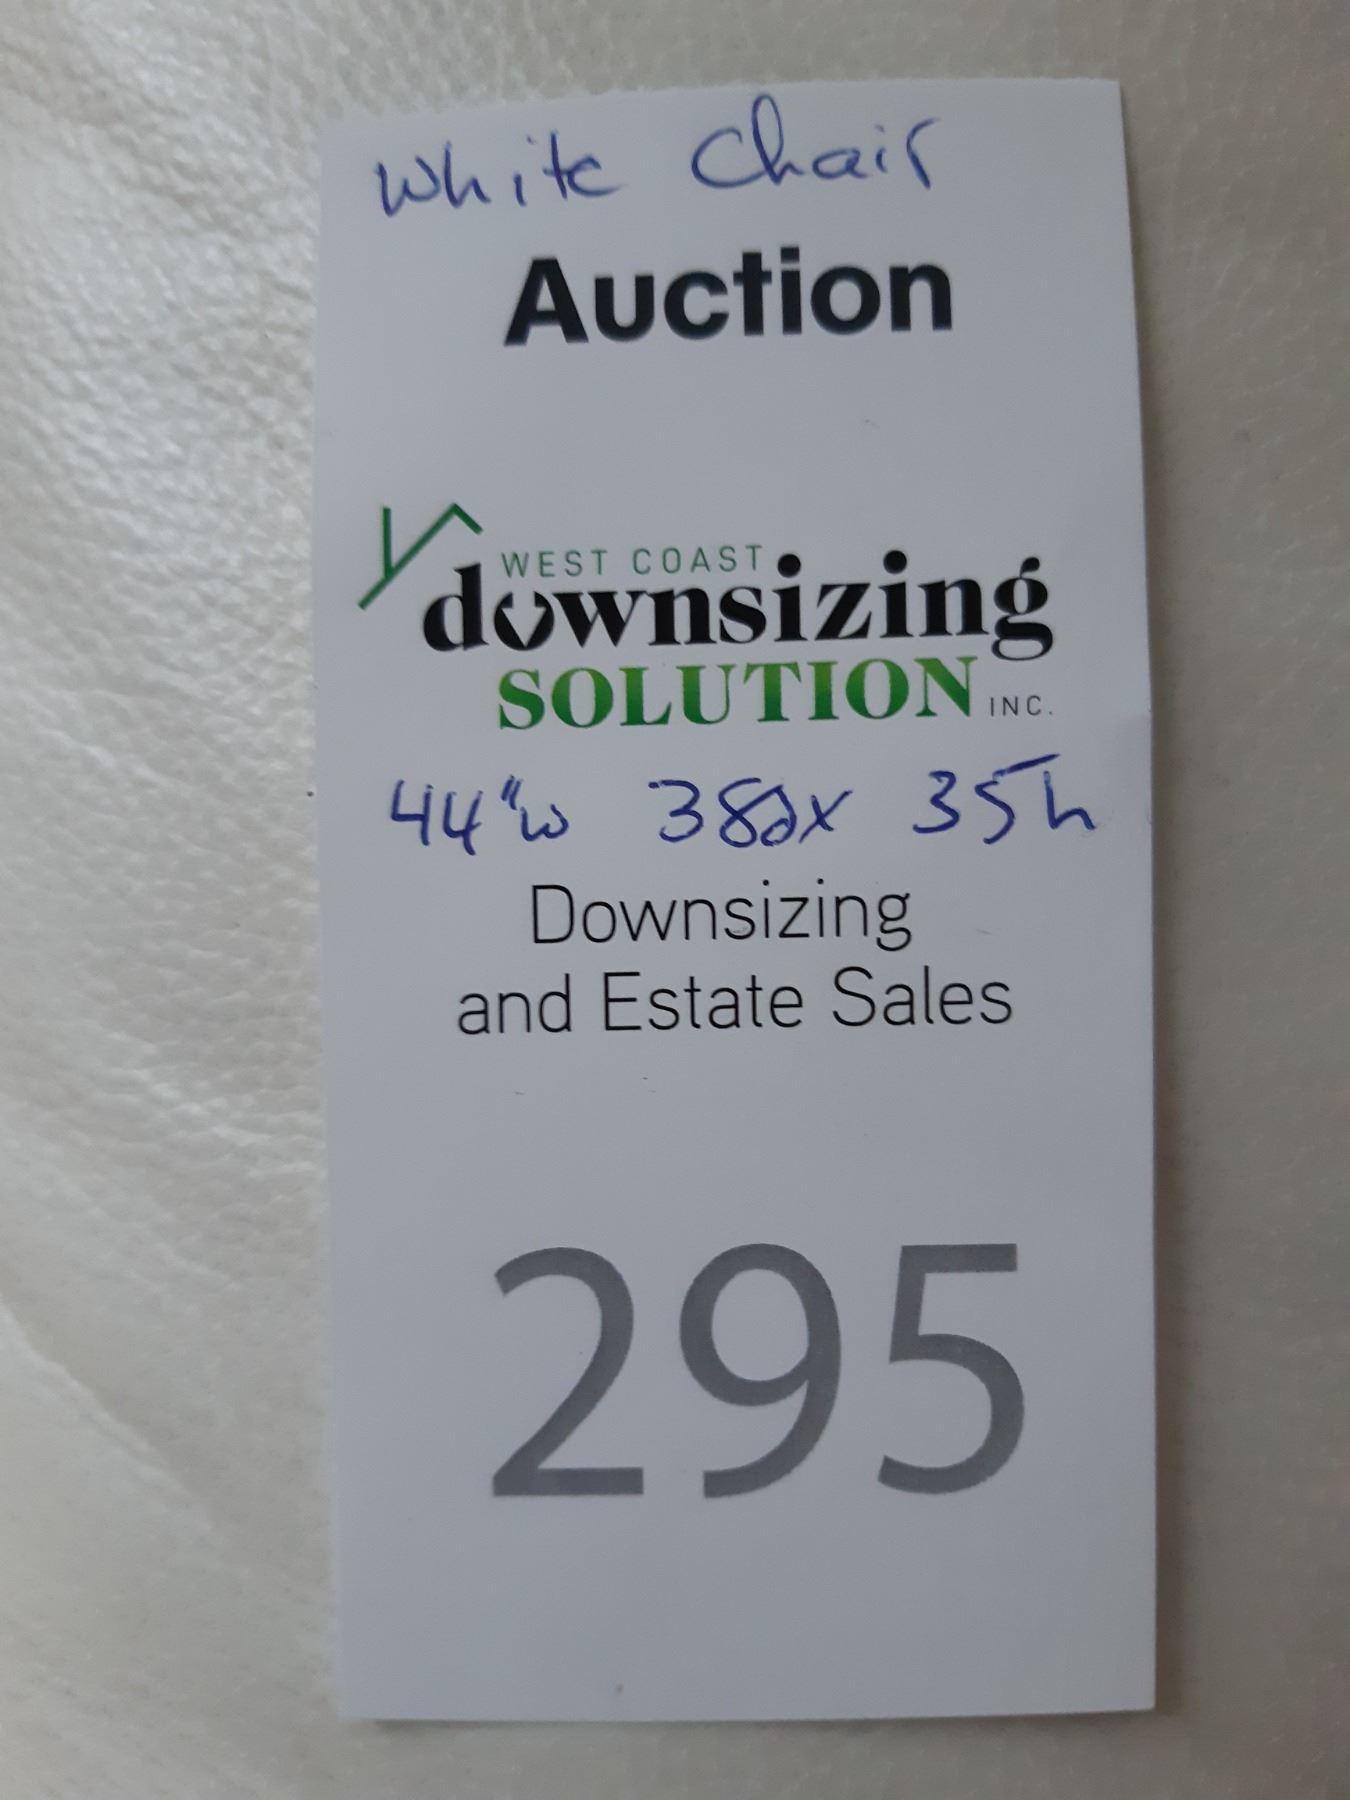 White Chair
Auction
WEST COAST
downsizing
SOLUTION INC.
44"w 38dx 35h
Downsizing
and Estate Sales
295